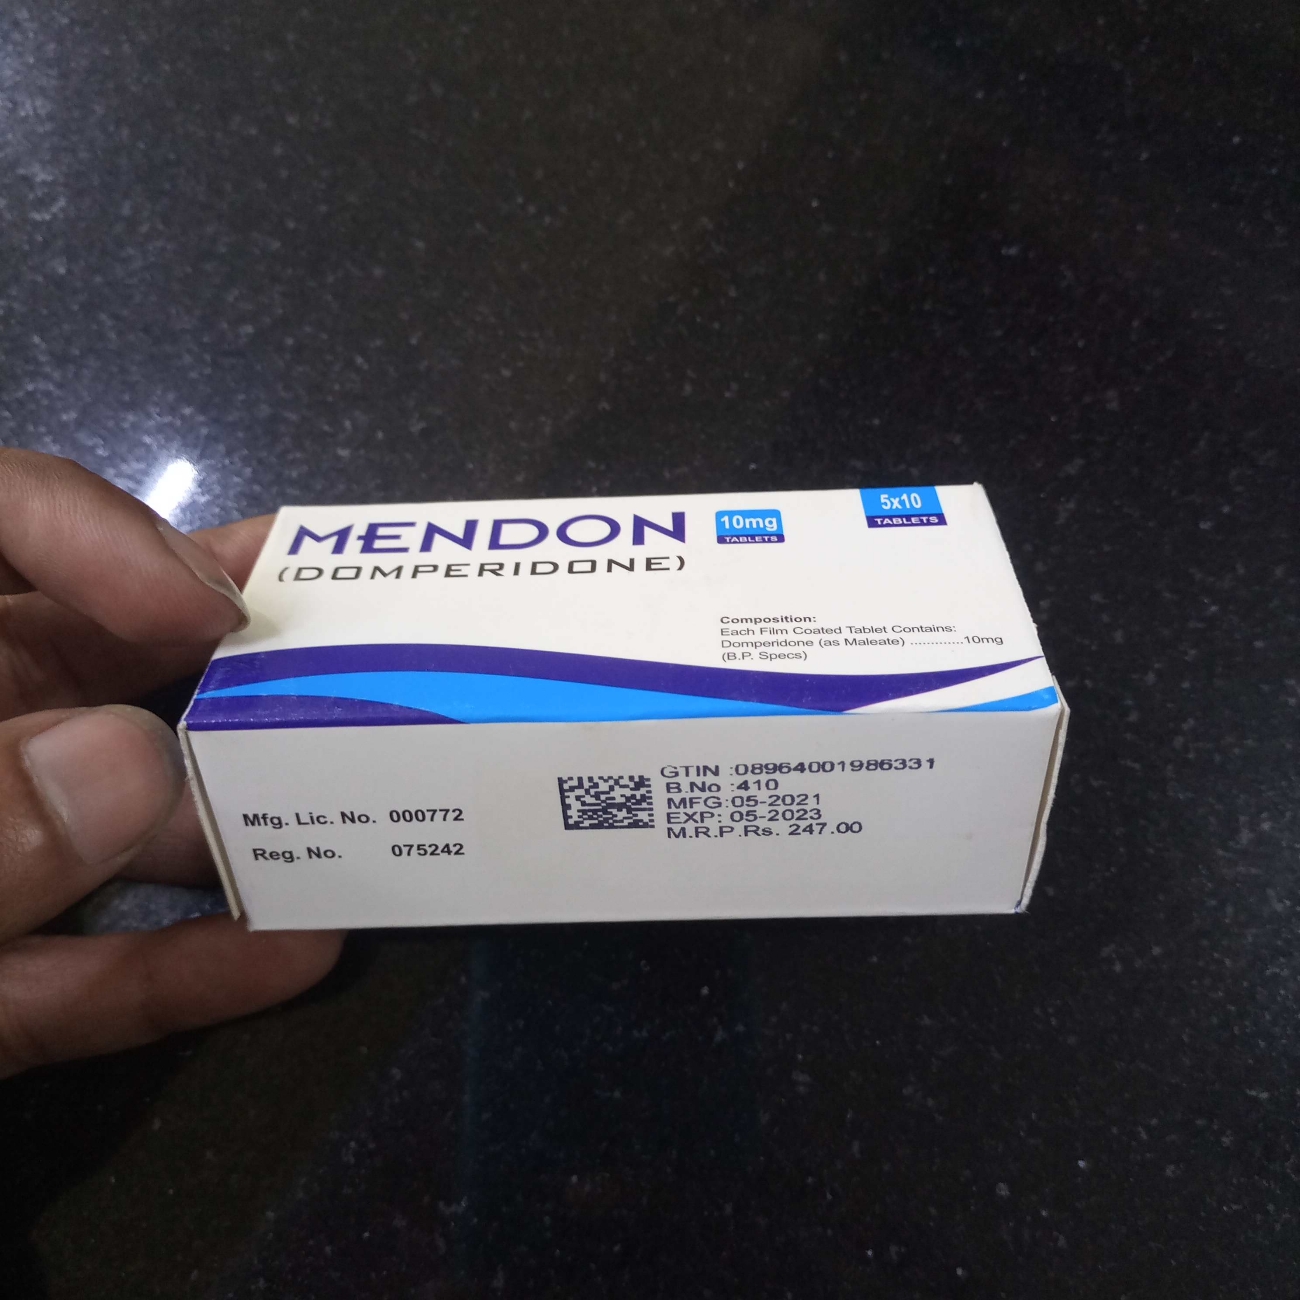 MENDON
(DOMPERIDONE)
10mg
TABLETS
5x10
TABLETS
Composition:
Each Film Coated Tablet Contains:
Domperidone (as Maleate) .............10mg
(B.P. Specs)
Mfg. Lic. No. 000772
Reg. No. 075242
GTIN :08964001986331
B.No :410
MFG:05-2021
EXP: 05-2023
M.R.P.Rs. 247.00